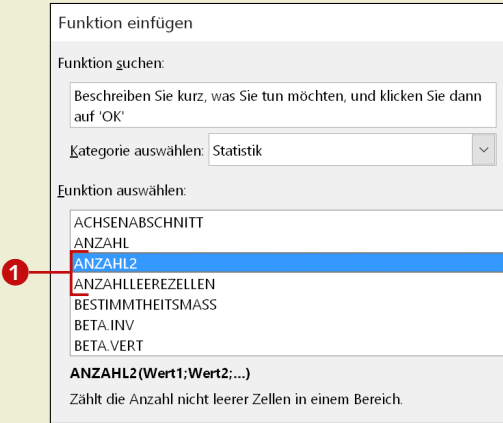 Funktion einfügen
Funktion suchen:
Beschreiben Sie kurz, was Sie tun möchten, und klicken Sie dann
auf 'OK'
Kategorie auswählen: Statistik
Funktion auswählen:
ACHSENABSCHNITT
ANZAHL
ANZAHL2
1
ANZAHLLEEREZELLEN
BESTIMMTHEITSMASS
BETA.INV
BETA.VERT
ANZAHL2(Wert1;Wert2;...)
Zählt die Anzahl nicht leerer Zellen in einem Bereich.